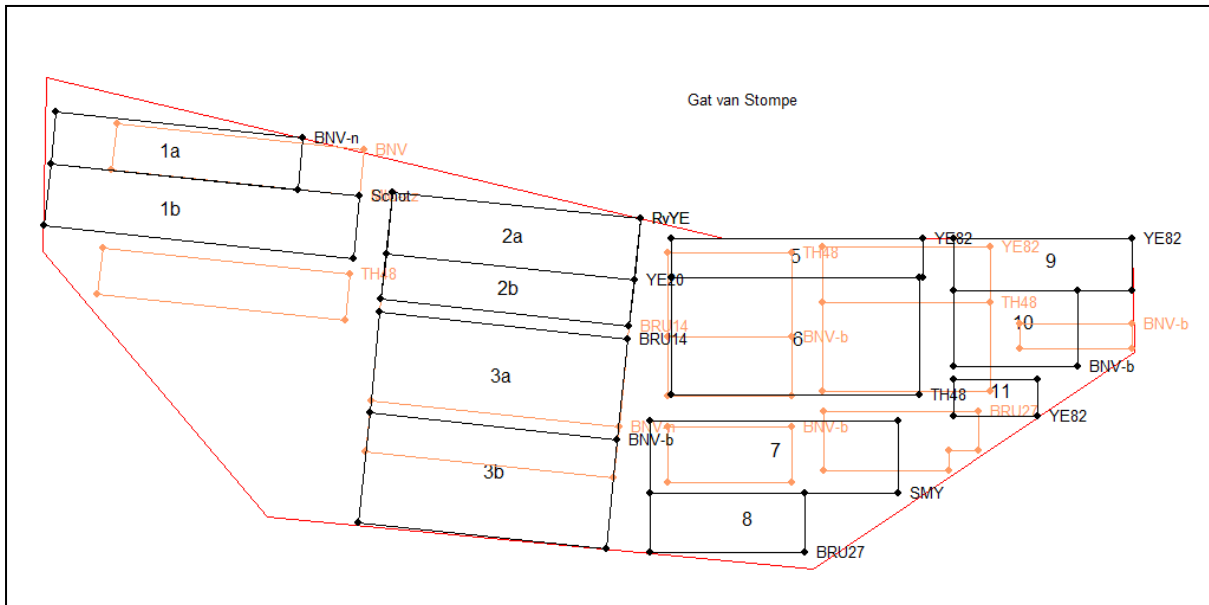 Gat van Stompe
BNV-n
BNV
1a
Schot
1b
RvYE
2a
YE82
YE82
YE82
TH48
5
9
TH48
YE20
2b
TH48
10
BNV-b
BRU14
BRU14
BNV-b
6
BNV-b
3a
11
TH48
YE82
BRU27
BNV-n
BNV-b
BNV-b
7
3b
SMY
8
BRU27